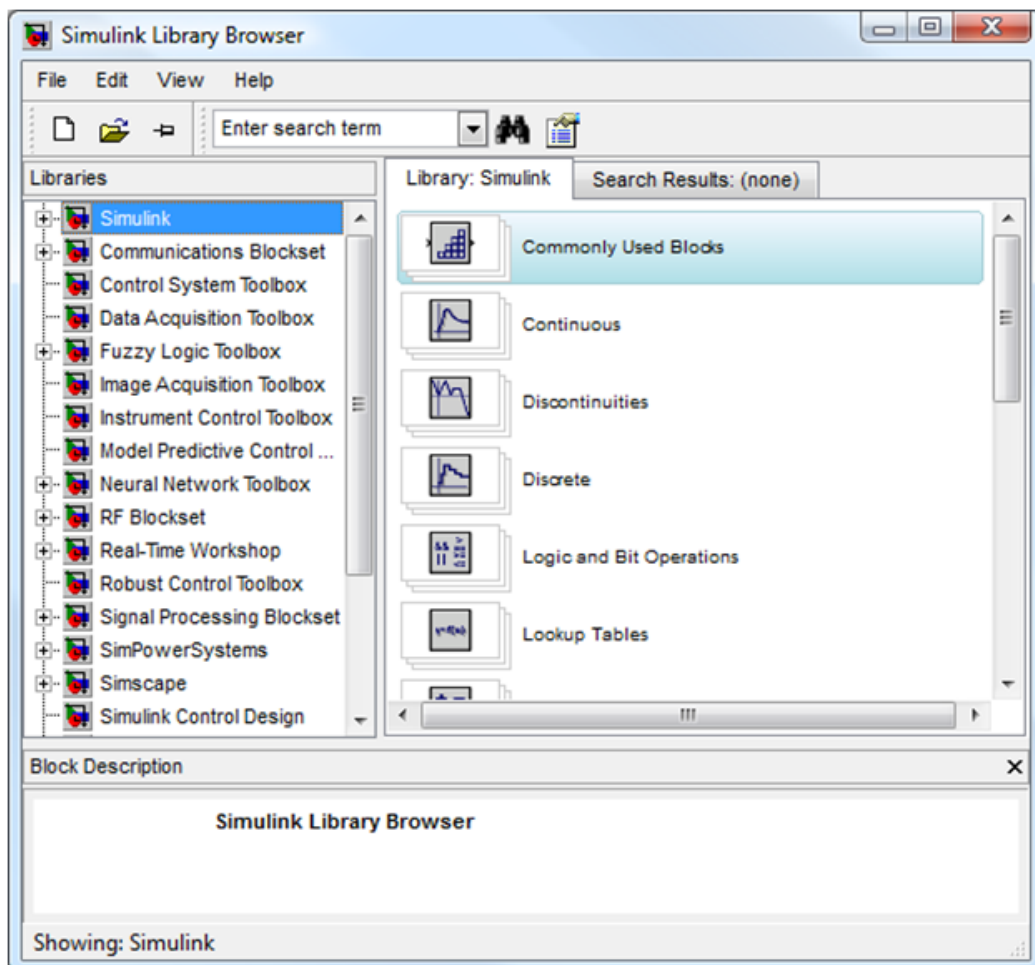 Simulink Library Browser
File Edit View Help
Enter search term
Libraries
Library: Simulink
Search Results: (none)
Simulink
Communications Blockset
Control System Toolbox
Data Acquisition Toolbox
Fuzzy Logic Toolbox
Image Acquisition Toolbox
Instrument Control Toolbox
Model Predictive Control ...
Neural Network Toolbox
RF Blockset
Real-Time Workshop
Robust Control Toolbox
Signal Processing Blockset
SimPowerSystems
Simscape
Simulink Control Design
Commonly Used Blocks
Continuous
Discontinuities
Discrete
Logic and Bit Operations
Lookup Tables
Block Description
Simulink Library Browser
Showing: Simulink